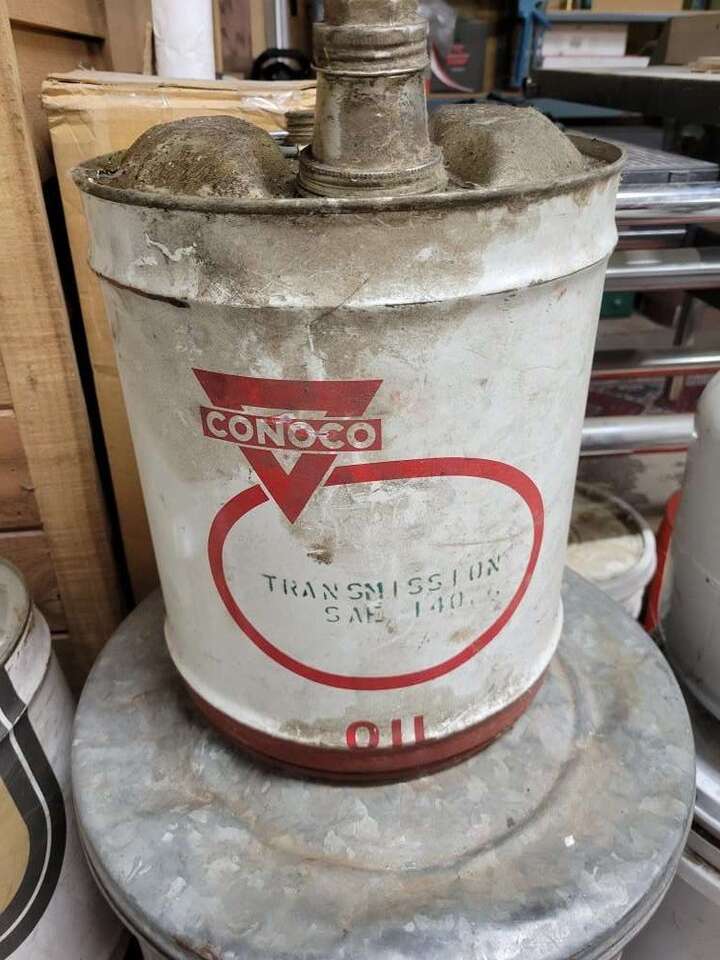 CONOCO
TRANSMISSION
SAE 140
OIL